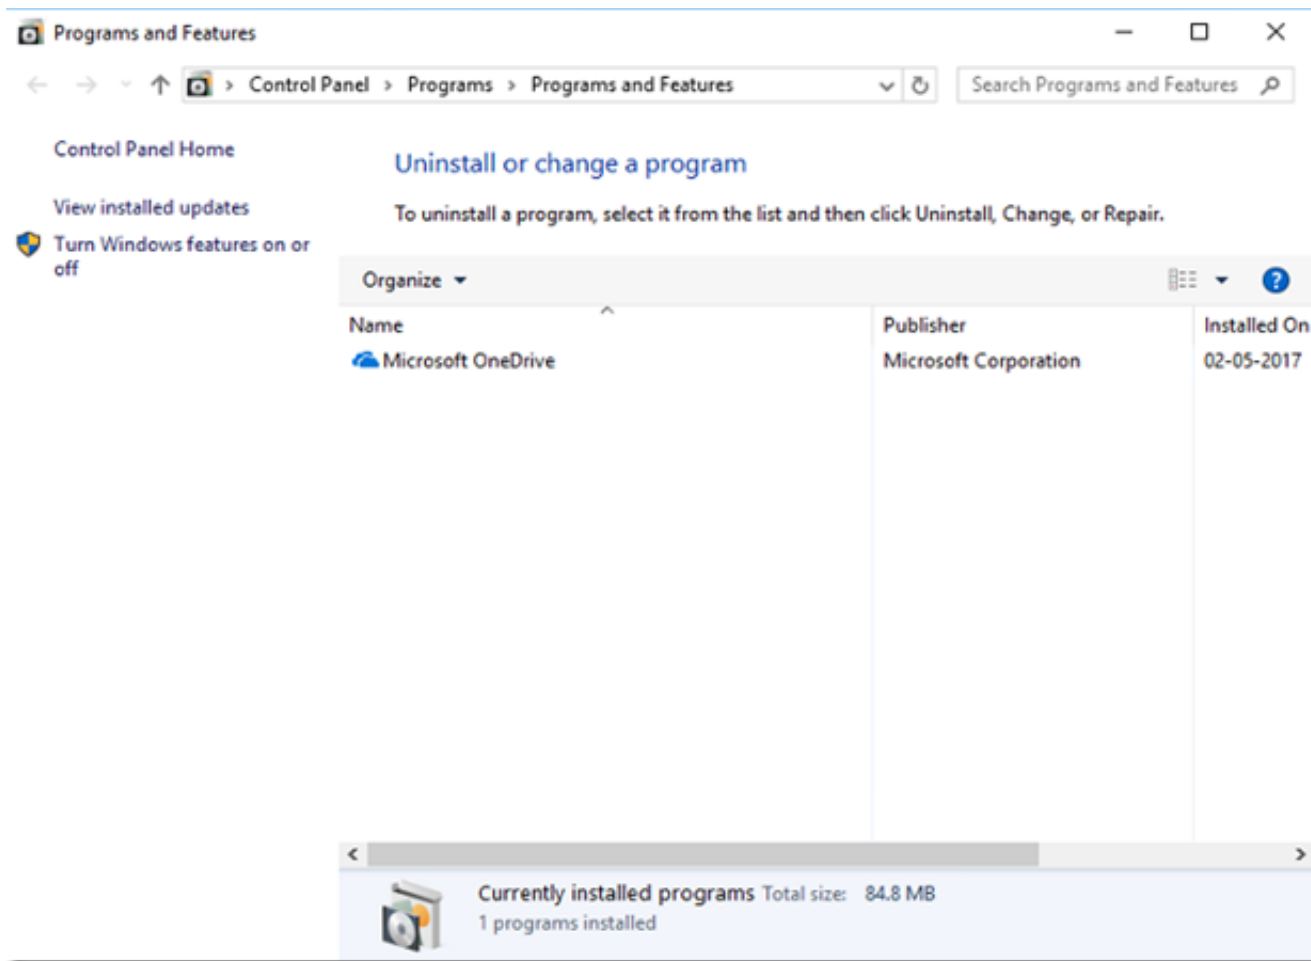 Programs and Features
Control Panel > Programs > Programs and Features
Search Programs and Features
Control Panel Home
View installed updates
Turn Windows features on or
off
Uninstall or change a program
To uninstall a program, select it from the list and then click Uninstall, Change, or Repair.
Organize
Name Publisher Installed On
Microsoft OneDrive Microsoft Corporation 02-05-2017
Currently installed programs Total size: 84.8 MB
1 programs installed